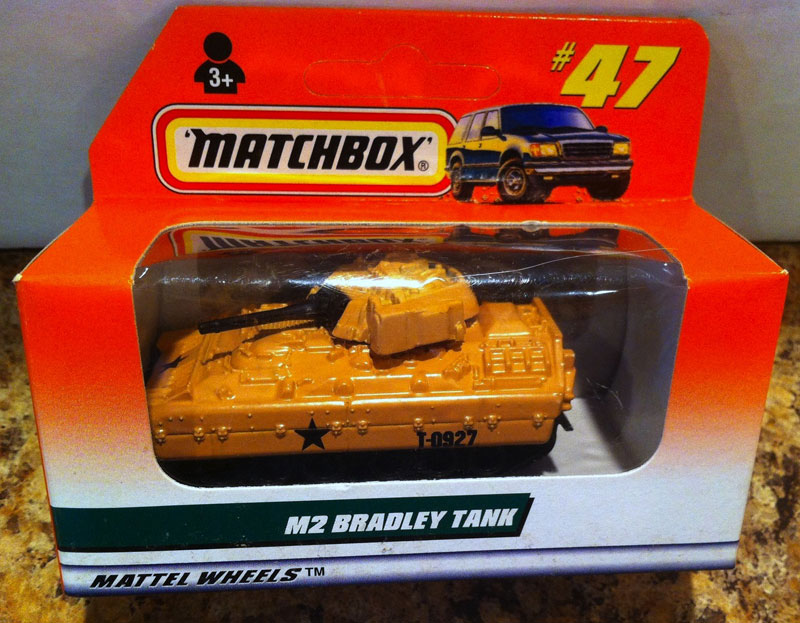 3+
#47
'MATCHBOX'®
T-0927
M2 BRADLEY TANK
MATTEL WHEELS™